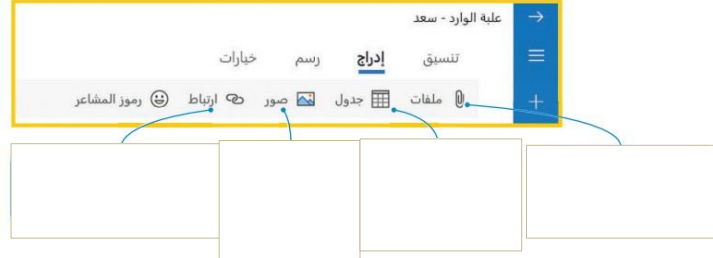 علبة الوارد - سعد
تنسيق إدراج رسم خيارات
ملفات جدول صور ارتباط رموز المشاعر